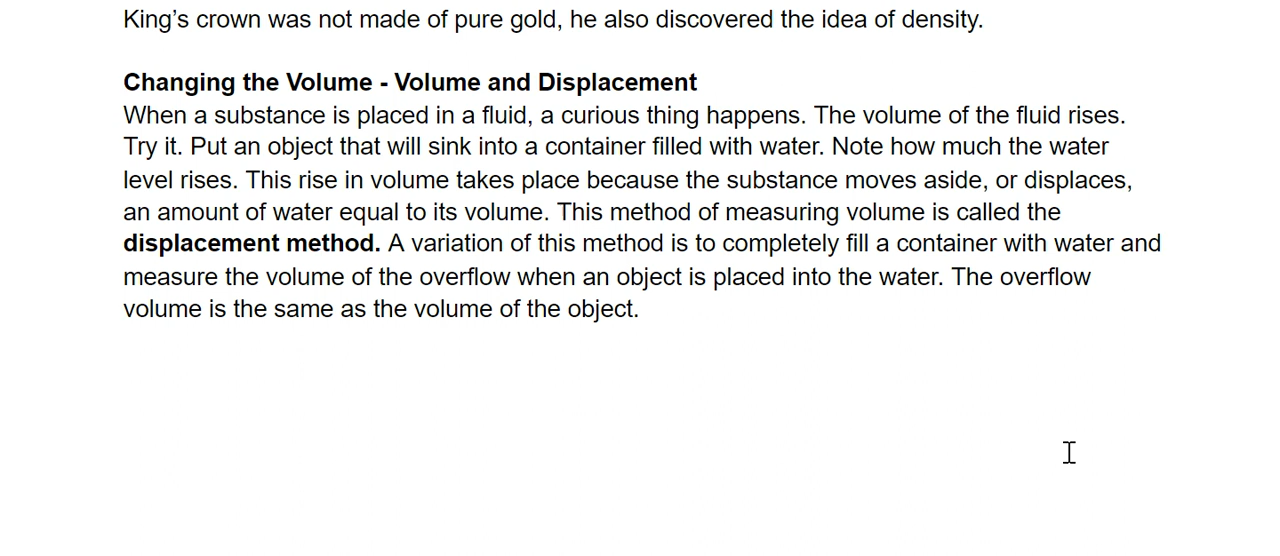 King’s crown was not made of pure gold, he also discovered the idea of density.
Changing the Volume - Volume and Displacement
When a substance is placed in a fluid, a curious thing happens. The volume of the fluid rises.
Try it. Put an object that will sink into a container filled with water. Note how much the water
level rises. This rise in volume takes place because the substance moves aside, or displaces,
an amount of water equal to its volume. This method of measuring volume is called the
displacement method. A variation of this method is to completely fill a container with water and
measure the volume of the overflow when an object is placed into the water. The overflow
volume is the same as the volume of the object.